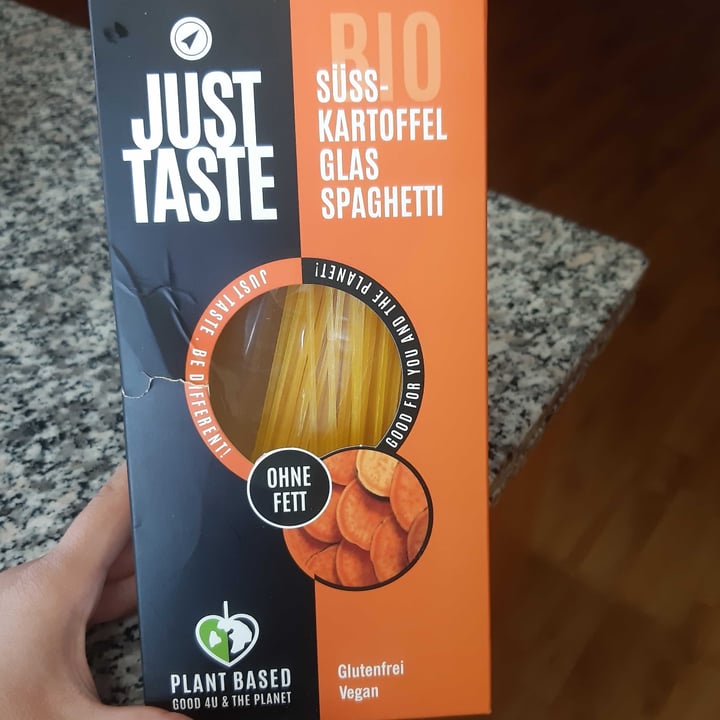 JUST
TASTE
BIO
SÜSS-
KARTOFFEL
GLAS
SPAGHETTI
JUST TASTE . BE DIFFERENT!
GOOD FOR YOU AND THE PLANET!
OHNE
FETT
PLANT BASED
GOOD 4U & THE PLANET
Glutenfrei
Vegan